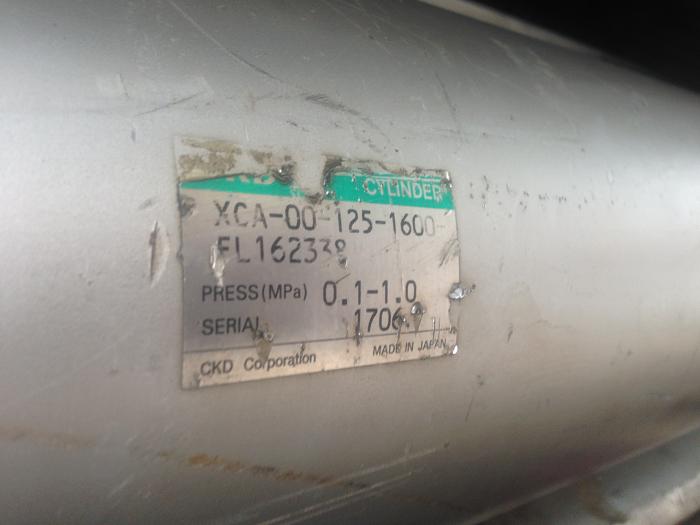 CYLINDER
XCA-00-125-1600-
FL162338
PRESS(MPa) 0.1-1.0
SERIAL 1706
CKD Corporation MADE IN JAPAN